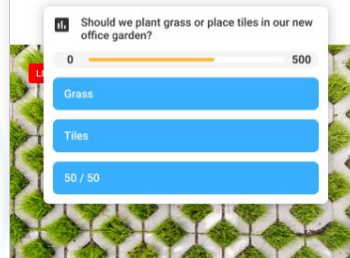 Should we plant grass or place tiles in our new
office garden?
0 500
Grass
Tiles
50 / 50